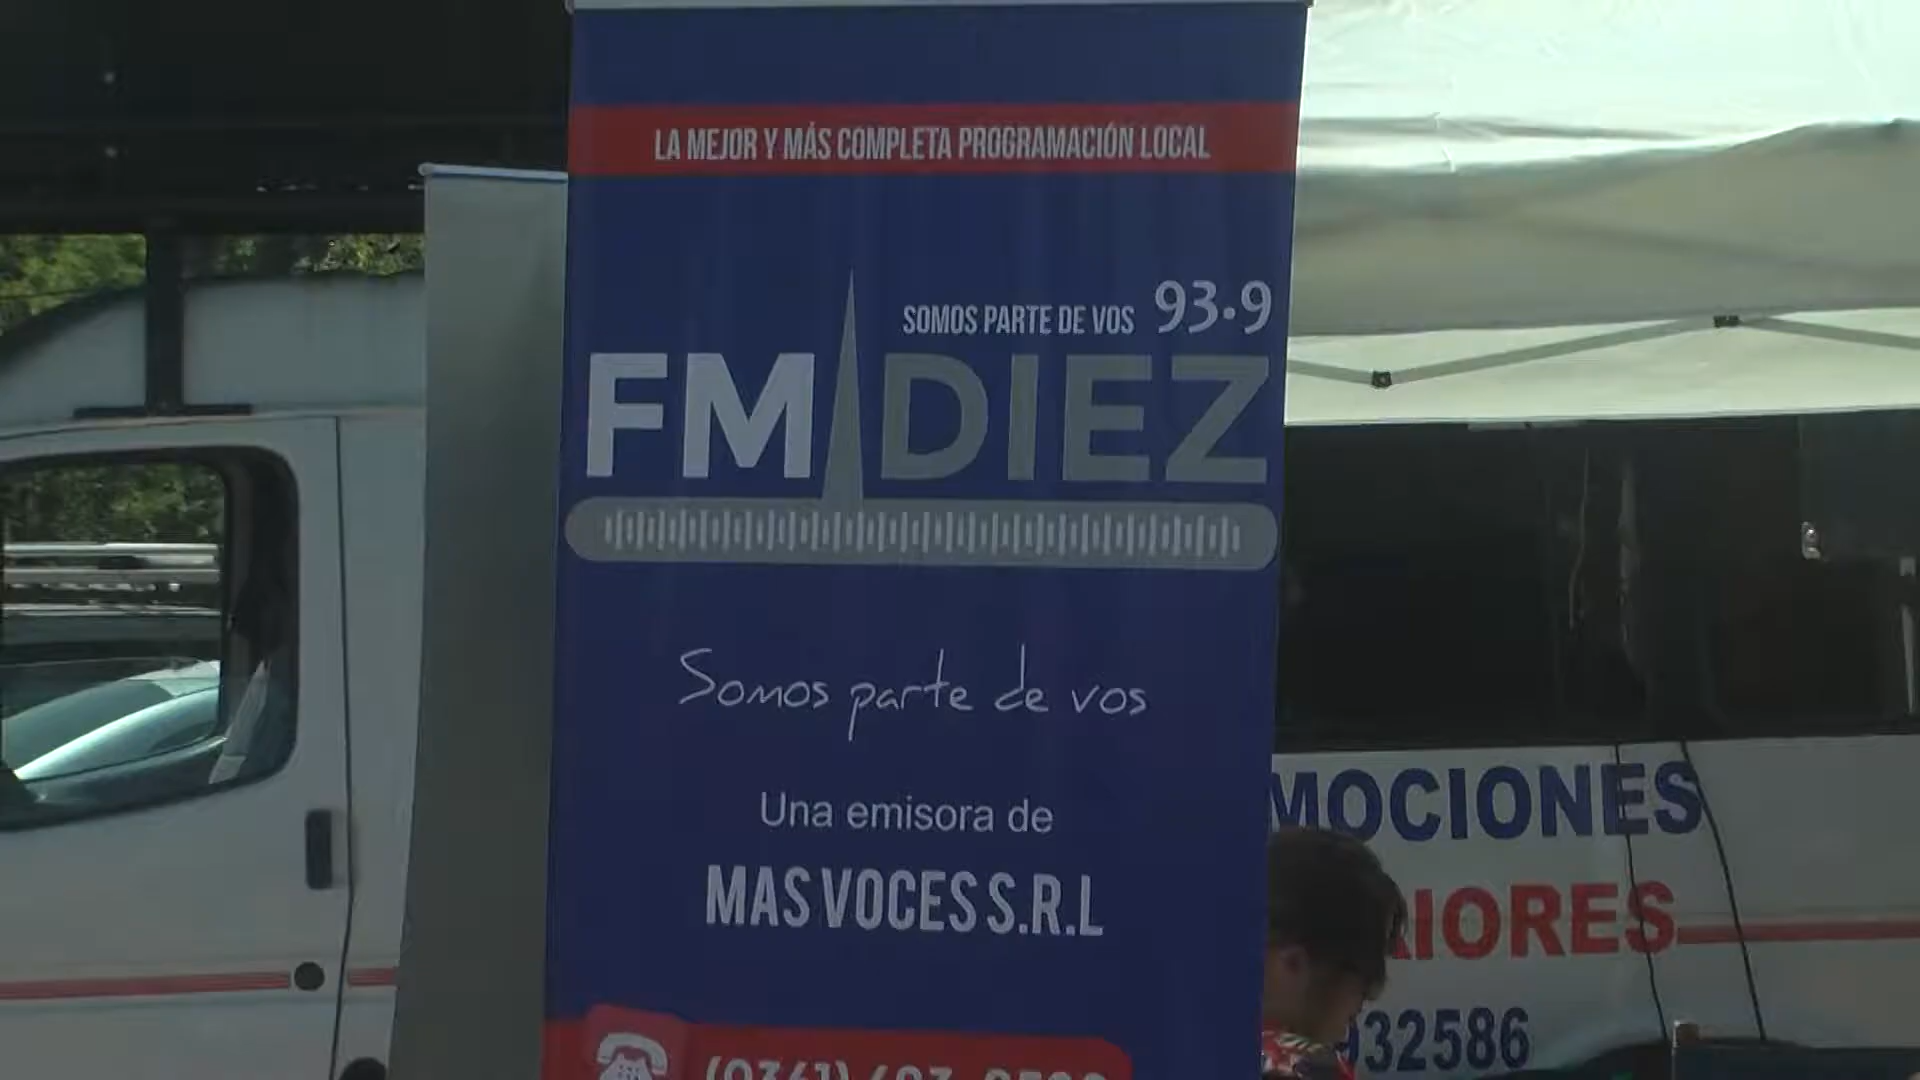 LA MEJOR Y MÁS COMPLETA PROGRAMACIÓN LOCAL
SOMOS PARTE DE VOS 93.9
FM DIEZ
Somos parte de vos
Una emisora de
MAS VOCES S.R.L
MOCIONES
RIORES
932586